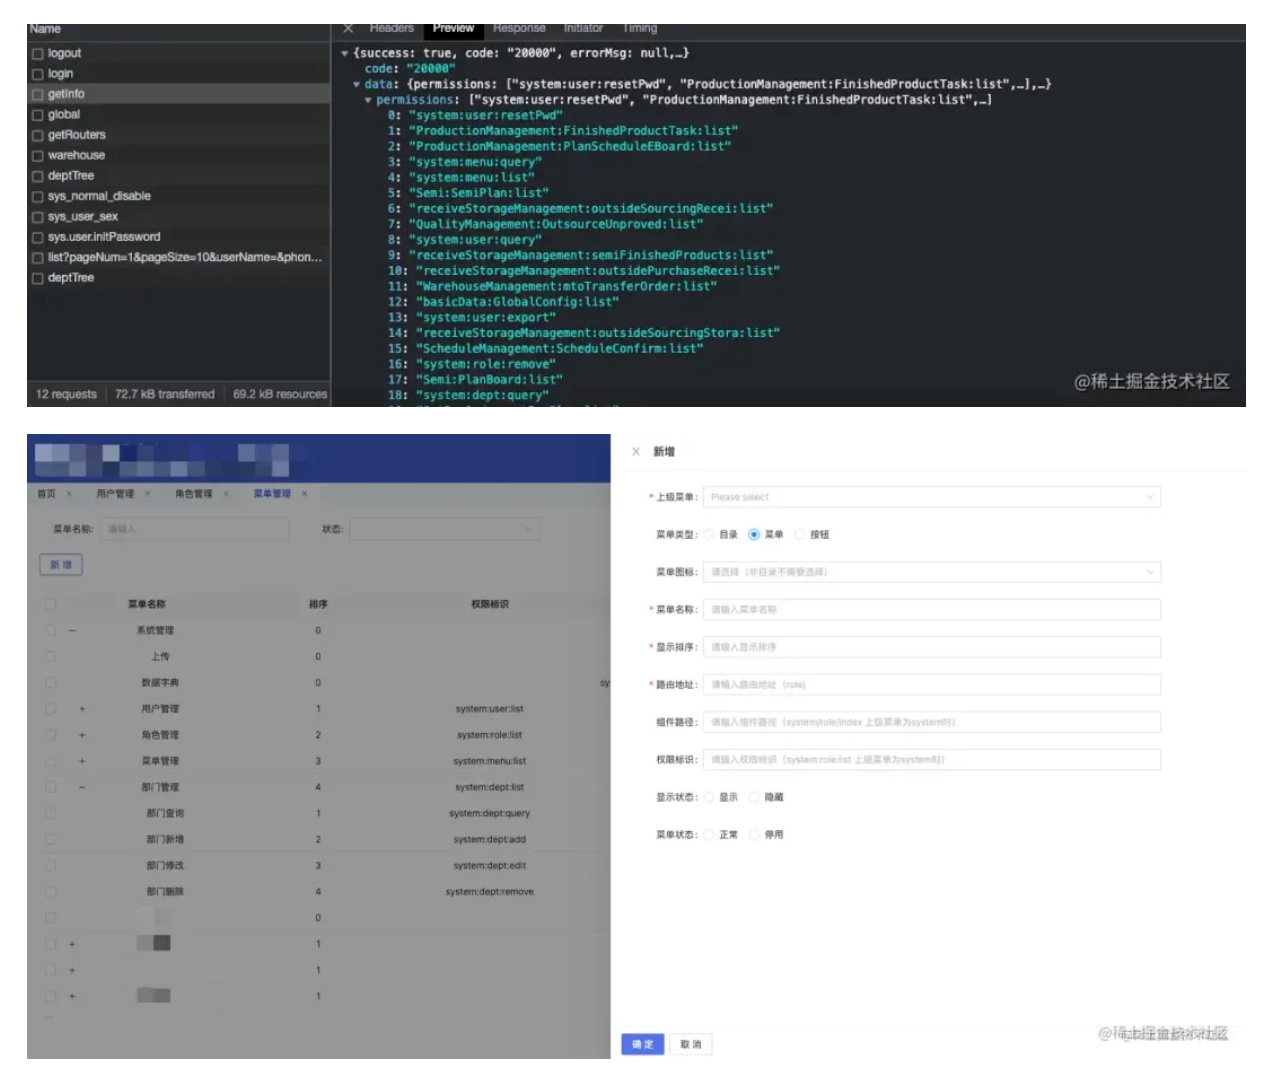 Name
Headers Preview Response Initiator Timing
logout
login
getInfo
global
getRouters
warehouse
deptTree
sys_normal_disable
sys_user_sex
sys.user.initPassword
list?pageNum=1&pageSize=10&userName=&phon...
deptTree
12 requests 72.7 kB transferred 69.2 kB resources
{success: true, code: "20000", errorMsg: null,…}
code: "20000"
data: {permissions: ["system:user:resetPwd", "ProductionManagement:FinishedProductTask:list",…],…}
permissions: ["system:user:resetPwd", "ProductionManagement:FinishedProductTask:list",…]
0: "system:user:resetPwd"
1: "ProductionManagement:FinishedProductTask:list"
2: "ProductionManagement:PlanScheduleEBoard:list"
3: "system:menu:query"
4: "system:menu:list"
5: "Semi:SemiPlan:list"
6: "receiveStorageManagement:outsideSourcingRecei:list"
7: "QualityManagement:OutsourceUnproved:list"
8: "system:user:query"
9: "receiveStorageManagement:semiFinishedProducts:list"
10: "receiveStorageManagement:outsidePurchaseRecei:list"
11: "WarehouseManagement:mtoTransferOrder:list"
12: "basicData:GlobalConfig:list"
13: "system:user:export"
14: "receiveStorageManagement:outsideSourcingStora:list"
15: "ScheduleManagement:ScheduleConfirm:list"
16: "system:role:remove"
17: "Semi:PlanBoard:list"
18: "system:dept:query"
@稀土掘金技术社区
首页 × 用户管理 × 角色管理 × 菜单管理 ×
菜单名称: 请输入 状态:
新 增
菜单名称 排序 权限标识
系统管理 0
上传 0
数据字典 0 sy
用户管理 1 system:user:list
角色管理 2 system:role:list
菜单管理 3 system:menu:list
部门管理 4 system:dept:list
部门查询 1 system:dept:query
部门新增 2 system:dept:add
部门修改 3 system:dept:edit
部门删除 4 system:dept:remove
0
1
1
1
× 新增
* 上级菜单: Please select
菜单类型: 目录 菜单 按钮
菜单图标: 请选择（非目录不需要选择）
* 菜单名称: 请输入菜单名称
* 显示排序: 请输入显示排序
* 路由地址: 请输入路由地址（role）
组件路径: 请输入组件路径（system/role/index 上级菜单为system时）
权限标识: 请输入权限标识（system:role:list 上级菜单为system时）
显示状态: 显示 隐藏
菜单状态: 正常 停用
确 定 取 消
@稀土掘金技术社区